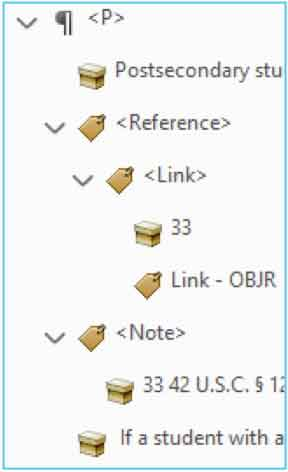 <P>
Postsecondary stu
<Reference>
<Link>
33
Link - OBJR
<Note>
33 42 U.S.C. § 12
If a student with a